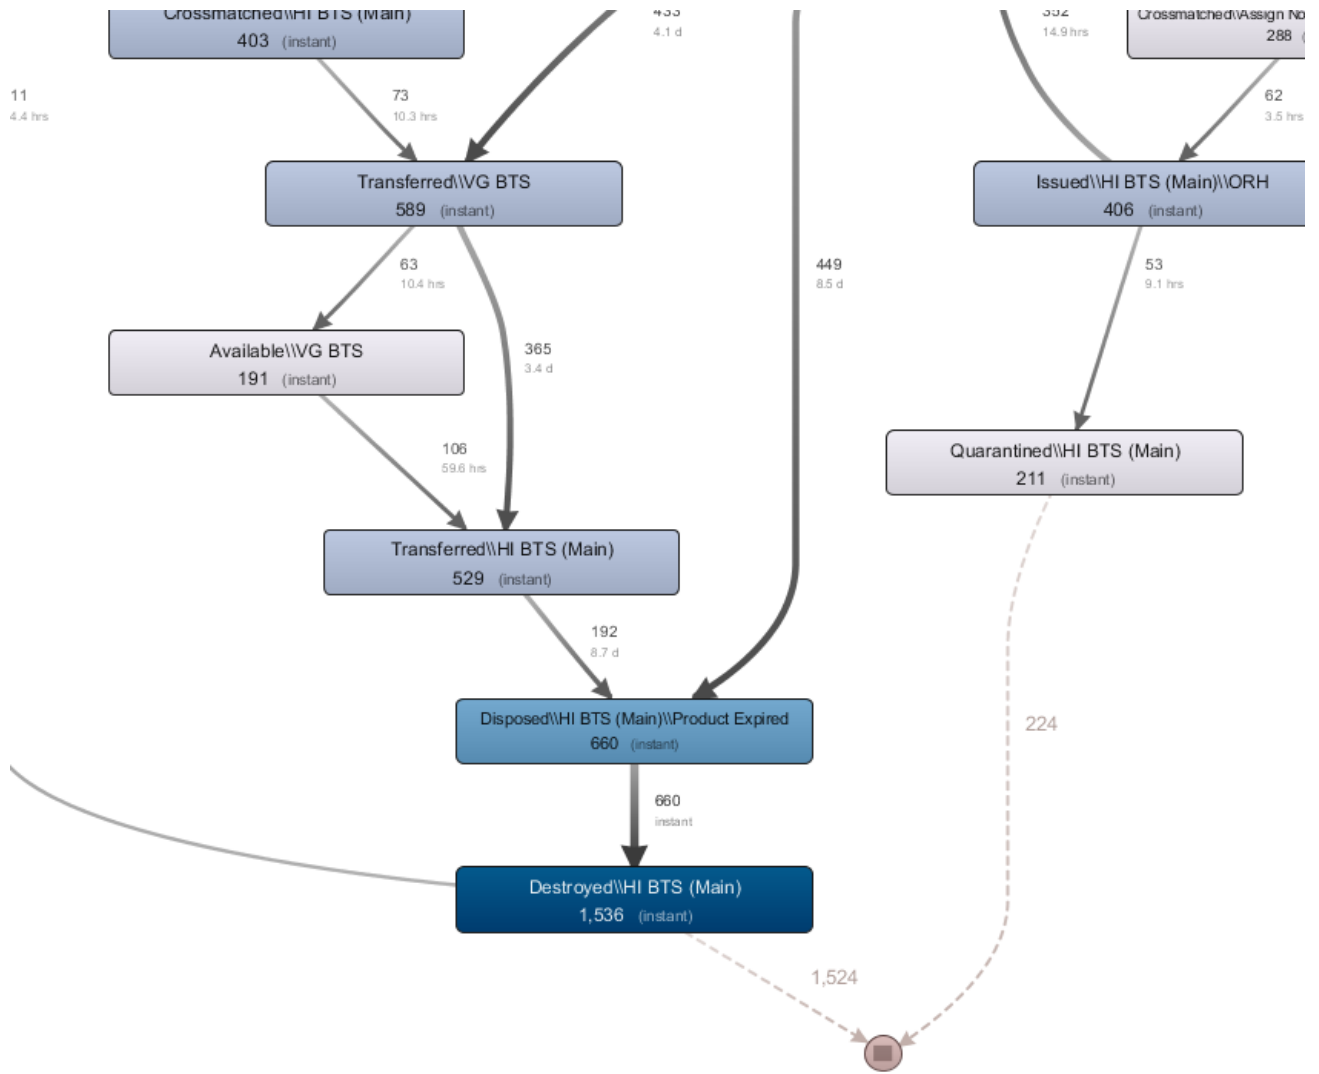 Crossmatched\\HI BTS (Main)
403 (instant)
433
4.1 d
352
14.9 hrs
Crossmatched\\Assign No
288
11
4.4 hrs
73
10.3 hrs
62
3.5 hrs
Transferred\\VG BTS
589 (instant)
Issued\\HI BTS (Main)\\ORH
406 (instant)
63
10.4 hrs
449
8.5 d
53
9.1 hrs
Available\\VG BTS
191 (instant)
365
3.4 d
106
59.6 hrs
Quarantined\\HI BTS (Main)
211 (instant)
Transferred\\HI BTS (Main)
529 (instant)
192
8.7 d
Disposed\\HI BTS (Main)\\Product Expired
660 (instant)
224
660
instant
Destroyed\\HI BTS (Main)
1,536 (instant)
1,524